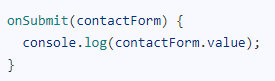 onSubmit(contactForm) {
  console.log(contactForm.value);
}